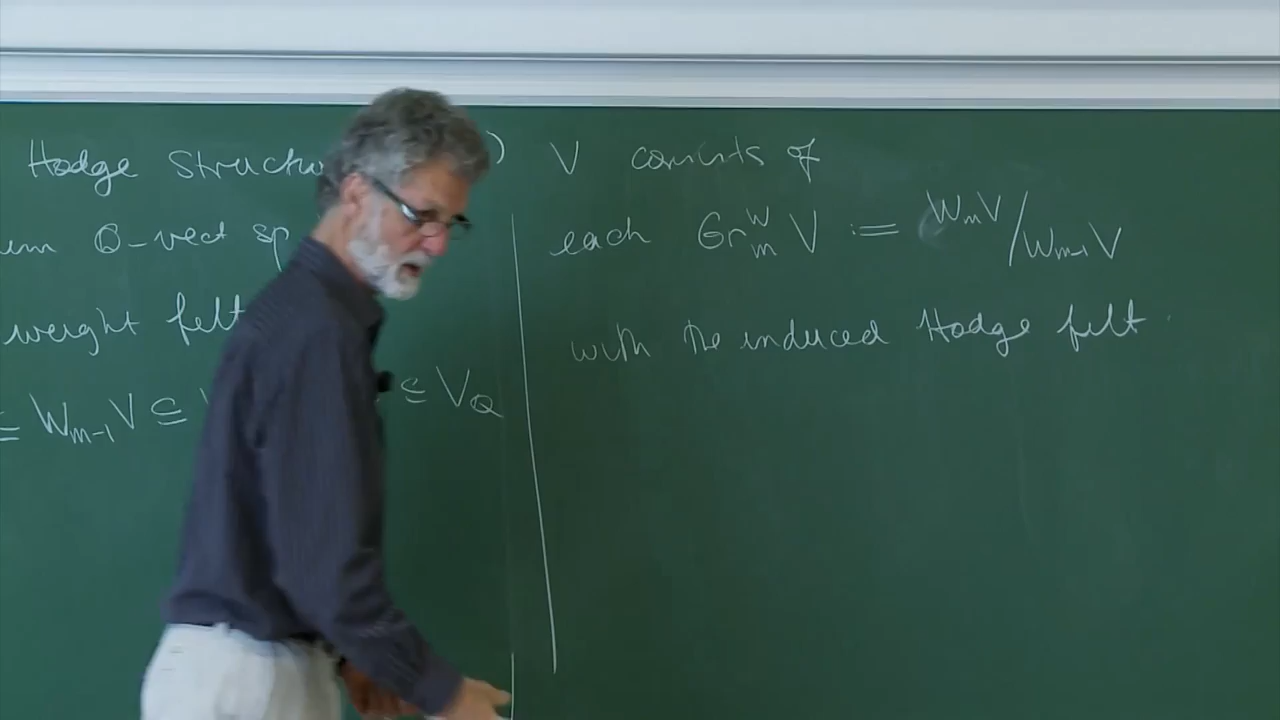 Hodge Struct ) V consists of
Q-vect sp
weight filt
⊆ W_{m-1}V ⊆ ⊆ V_Q
each Gr^W_m V := W_mV / W_{m-1}V
with the induced Hodge filt.